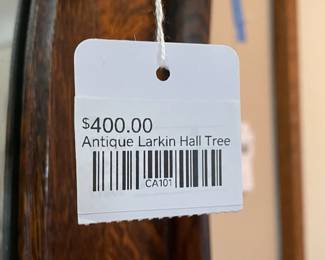 $400.00
Antique Larkin Hall Tree
CA101